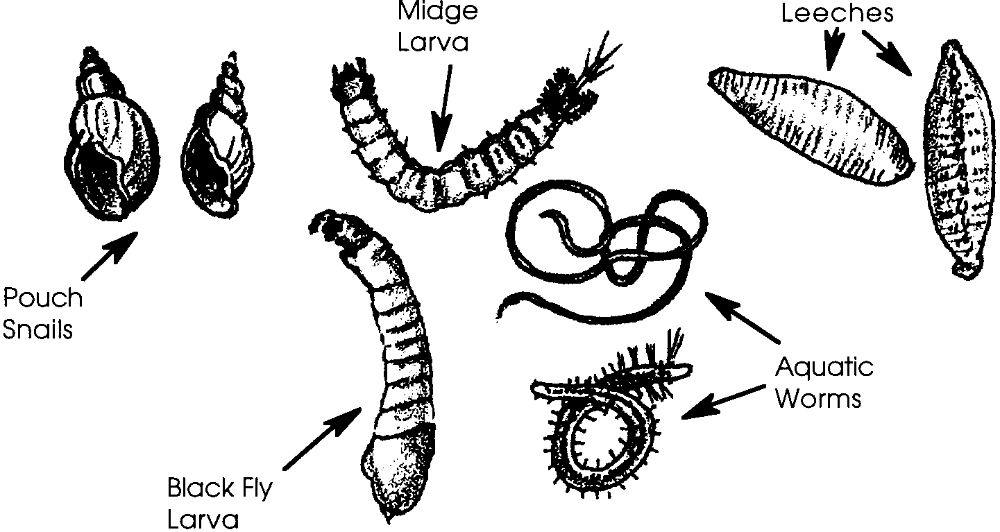 Midge
Larva
Leeches
Pouch
Snails
Aquatic
Worms
Black Fly
Larva